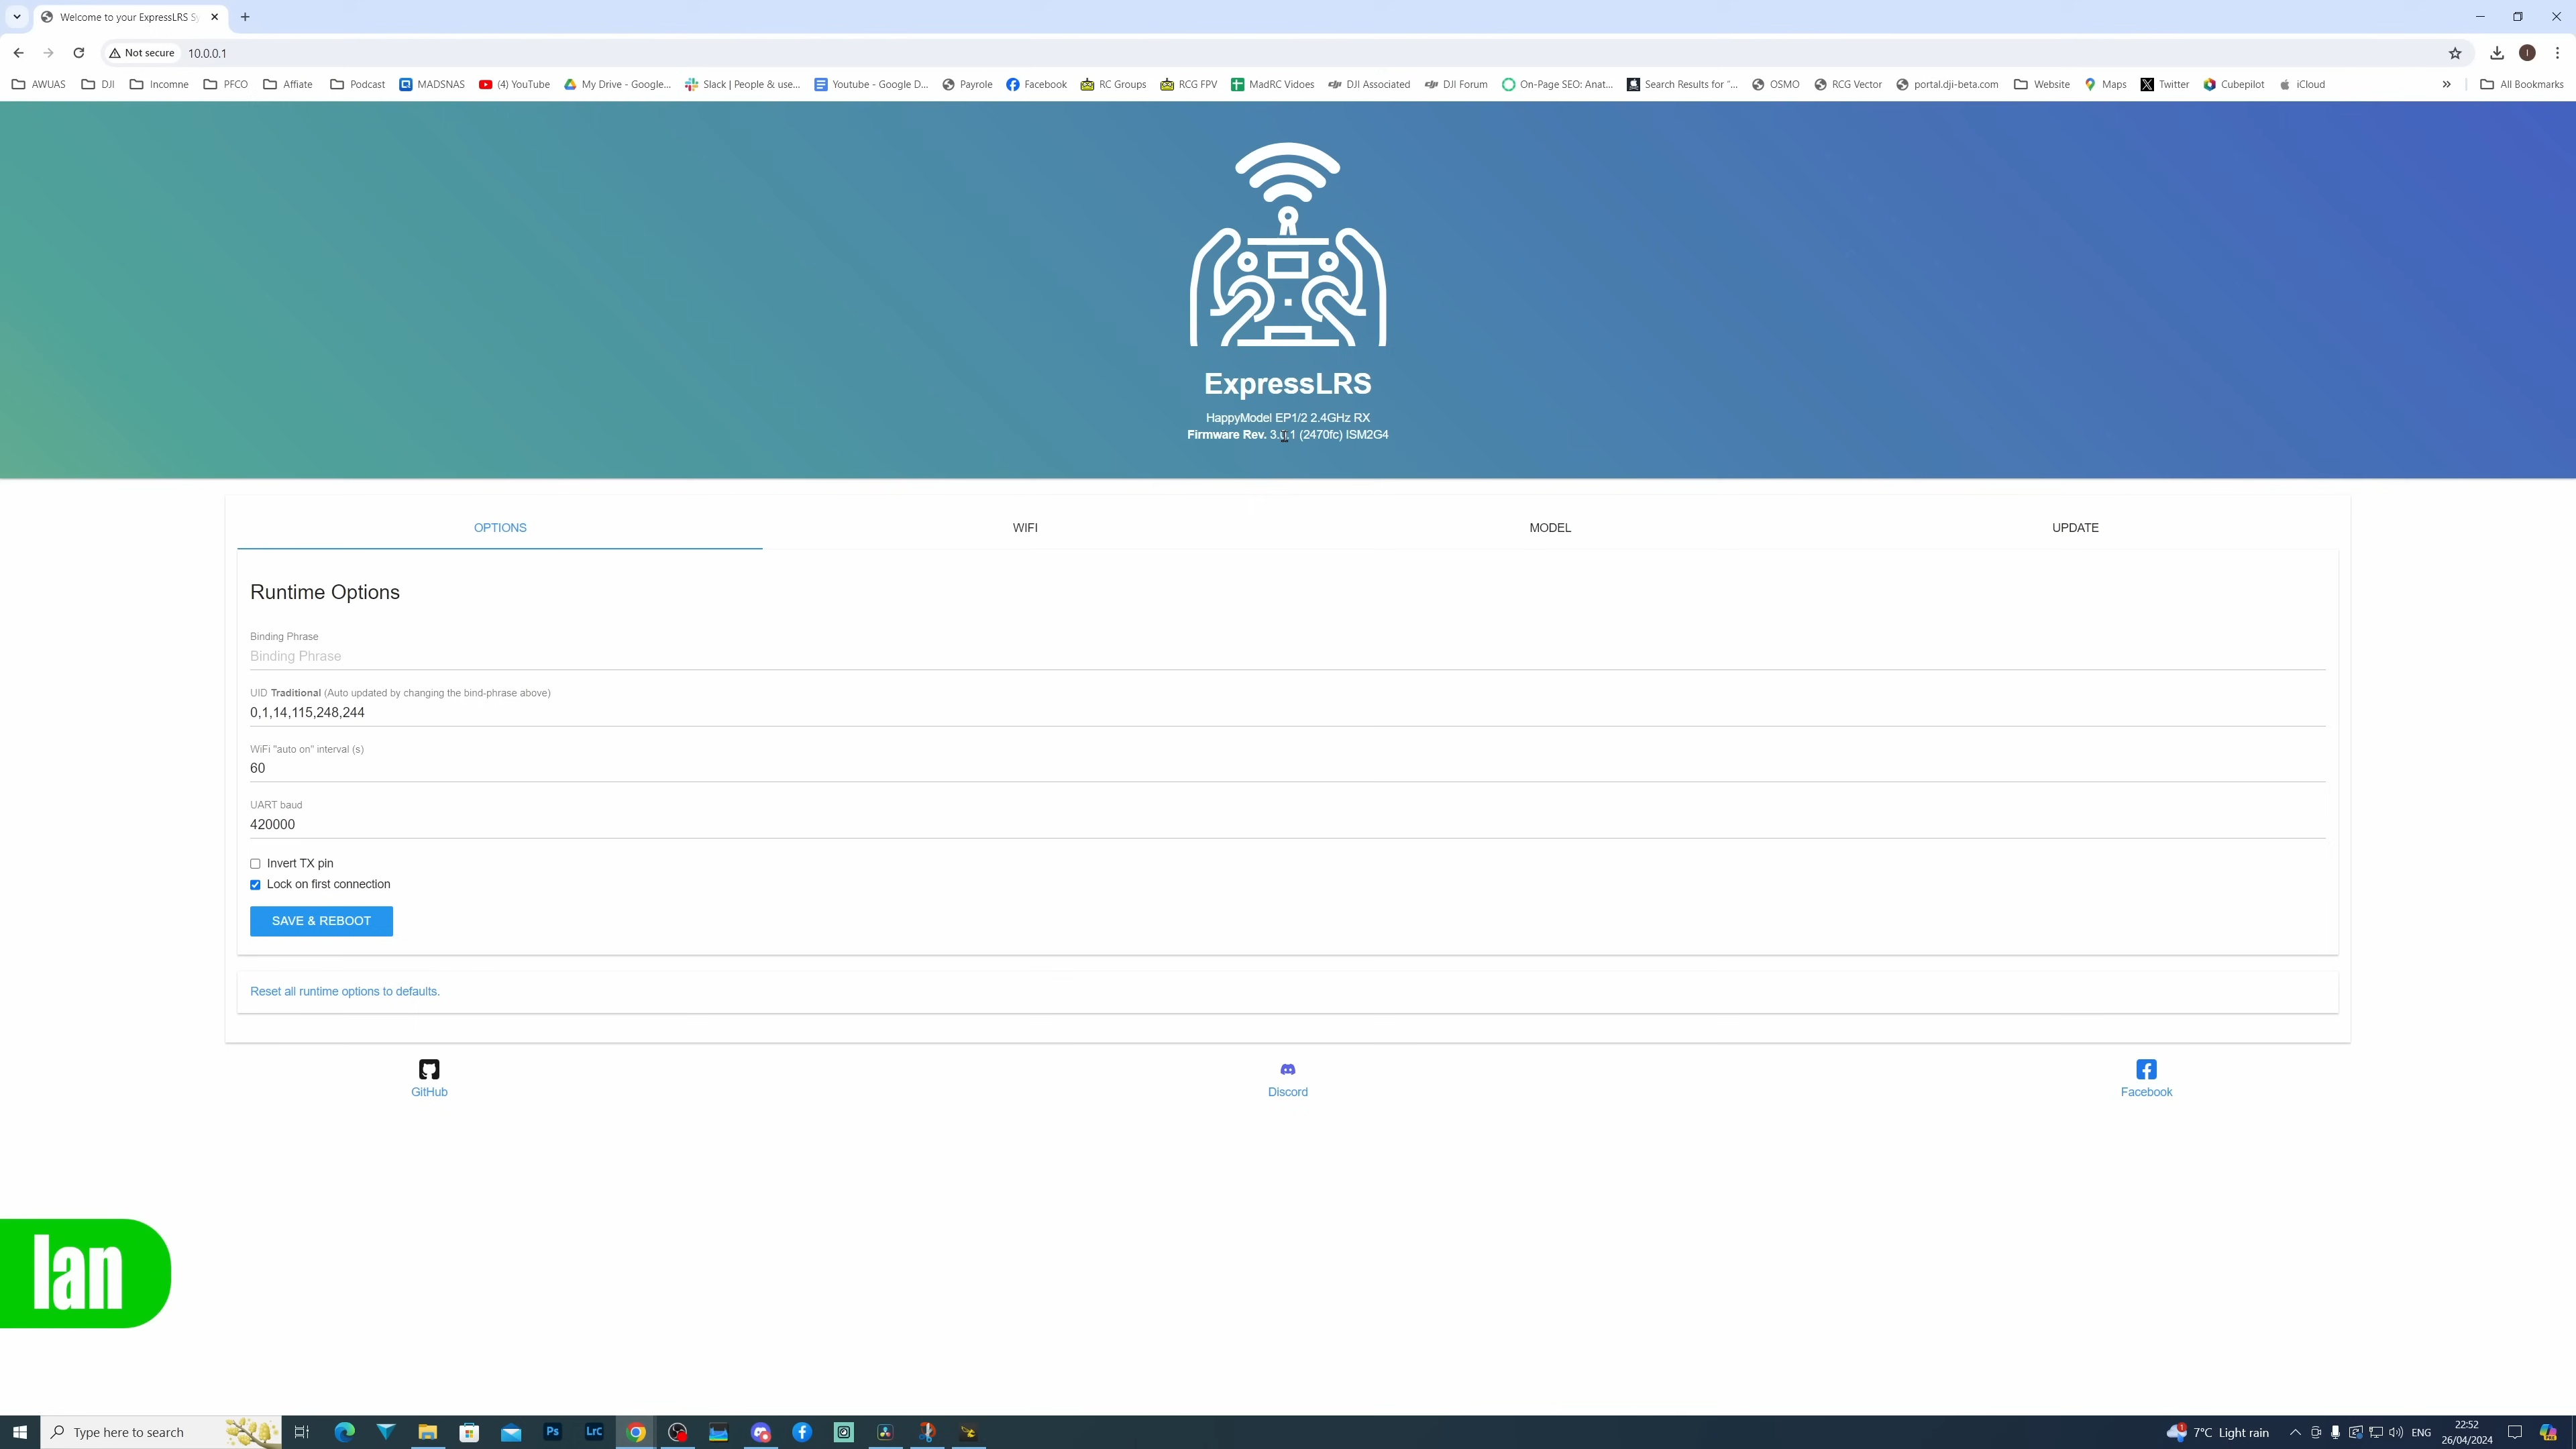 Welcome to your ExpressLRS Sy
Not secure
10.0.0.1
AWUAS
DJI
Incomne
PFCO
Affiate
Podcast
MADSNAS
(4) YouTube
My Drive - Google...
Slack | People & use...
Youtube - Google D...
Payrole
Facebook
RC Groups
RCG FPV
MadRC Vidoes
DJI Associated
DJI Forum
On-Page SEO: Anat...
Search Results for “...
OSMO
RCG Vector
portal.dji-beta.com
Website
Maps
Twitter
Cubepilot
iCloud
»
All Bookmarks
ExpressLRS
HappyModel EP1/2 2.4GHz RX
Firmware Rev. (2470fc) ISM2G4
OPTIONS
WIFI
MODEL
UPDATE
Runtime Options
Binding Phrase
Binding Phrase
UID Traditional (Auto updated by changing the bind-phrase above)
0,1,14,115,248,244
WiFi "auto on" interval (s)
60
UART baud
420000
Invert TX pin
Lock on first connection
SAVE & REBOOT
Reset all runtime options to defaults.
GitHub
Discord
Facebook
Ian
Type here to search
Ps
LrC
7°C Light rain
ENG
22:52
26/04/2024